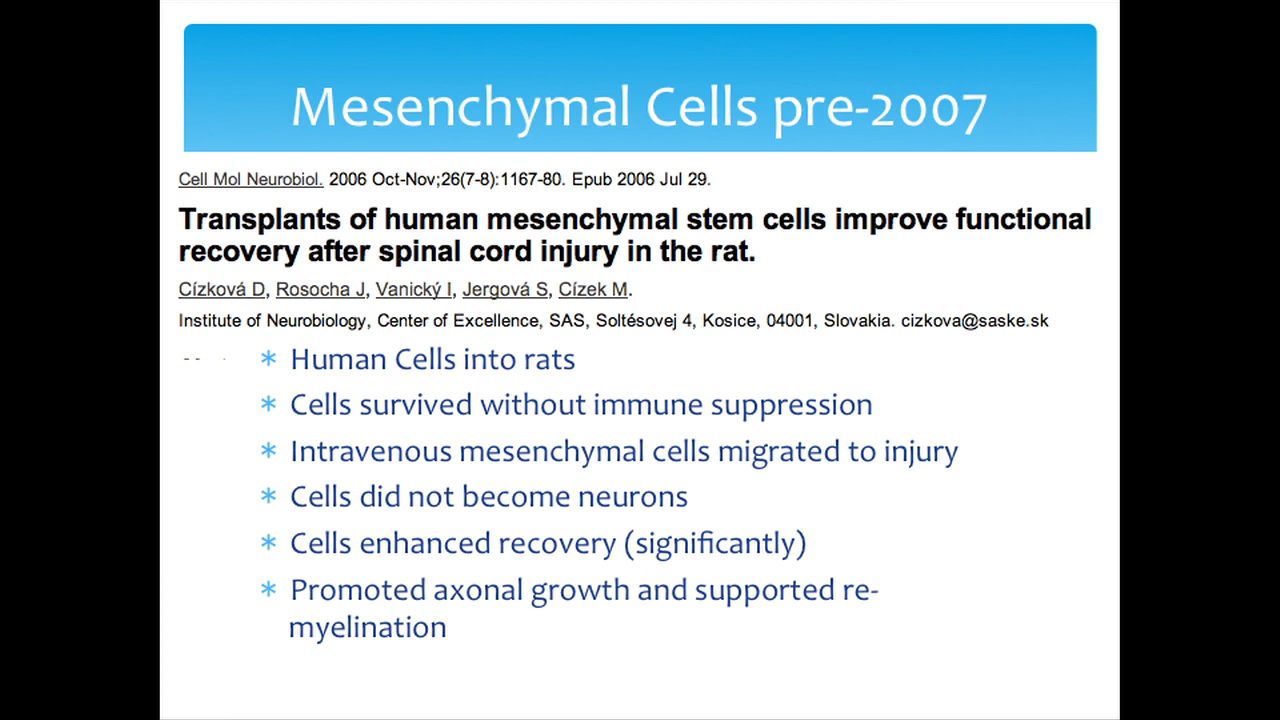 Mesenchymal Cells pre-2007
Cell Mol Neurobiol. 2006 Oct-Nov;26(7-8):1167-80. Epub 2006 Jul 29.
Transplants of human mesenchymal stem cells improve functional
recovery after spinal cord injury in the rat.
Cízková D, Rosocha J, Vanický I, Jergová S, Cízek M.
Institute of Neurobiology, Center of Excellence, SAS, Soltésovej 4, Kosice, 04001, Slovakia. cizkova@saske.sk
* Human Cells into rats
* Cells survived without immune suppression
* Intravenous mesenchymal cells migrated to injury
* Cells did not become neurons
* Cells enhanced recovery (significantly)
* Promoted axonal growth and supported re-
myelination